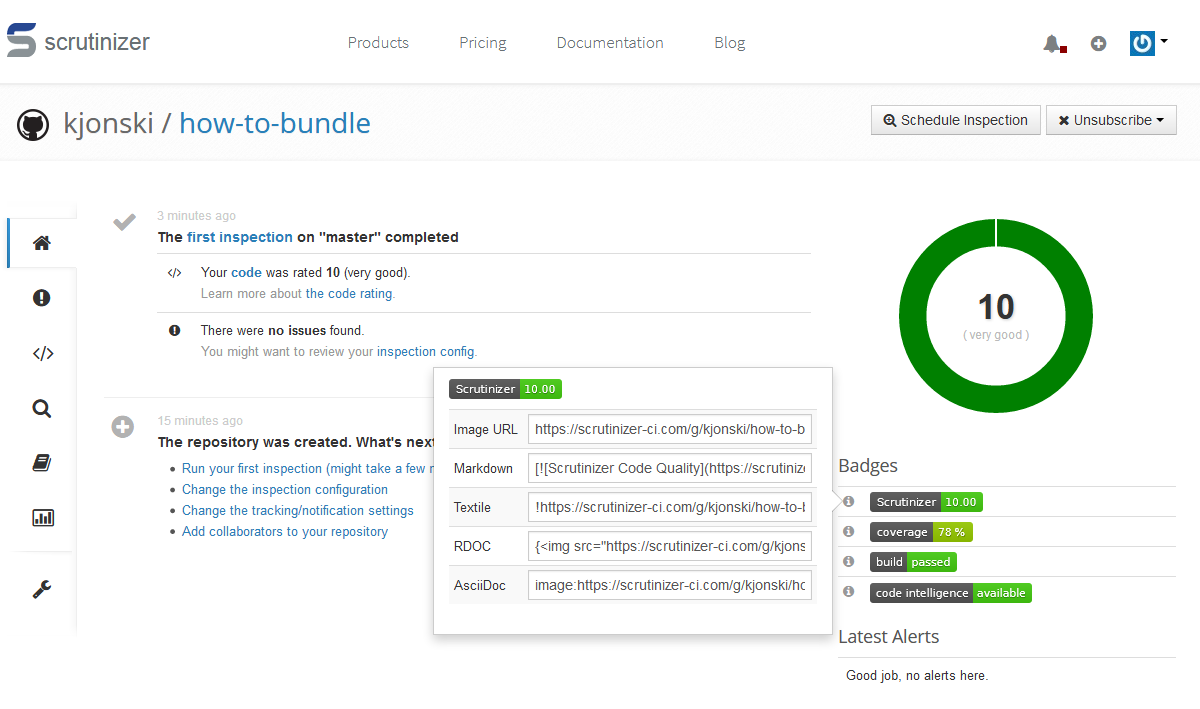 scrutinizer
Products Pricing Documentation Blog
kjonski / how-to-bundle
Schedule Inspection
Unsubscribe
3 minutes ago
The first inspection on "master" completed
Your code was rated 10 (very good).
Learn more about the code rating.
There were no issues found.
You might want to review your inspection config.
15 minutes ago
The repository was created. What's next
Run your first inspection (might take a few
Change the inspection configuration
Change the tracking/notification settings
Add collaborators to your repository
Scrutinizer 10.00
Image URL https://scrutinizer-ci.com/g/kjonski/how-to-b
Markdown [![Scrutinizer Code Quality](https://scrutinize
Textile !https://scrutinizer-ci.com/g/kjonski/how-to-b
RDOC {<img src="https://scrutinizer-ci.com/g/kjons
AsciiDoc image:https://scrutinizer-ci.com/g/kjonski/ho
10
( very good )
Badges
Scrutinizer 10.00
coverage 78 %
build passed
code intelligence available
Latest Alerts
Good job, no alerts here.